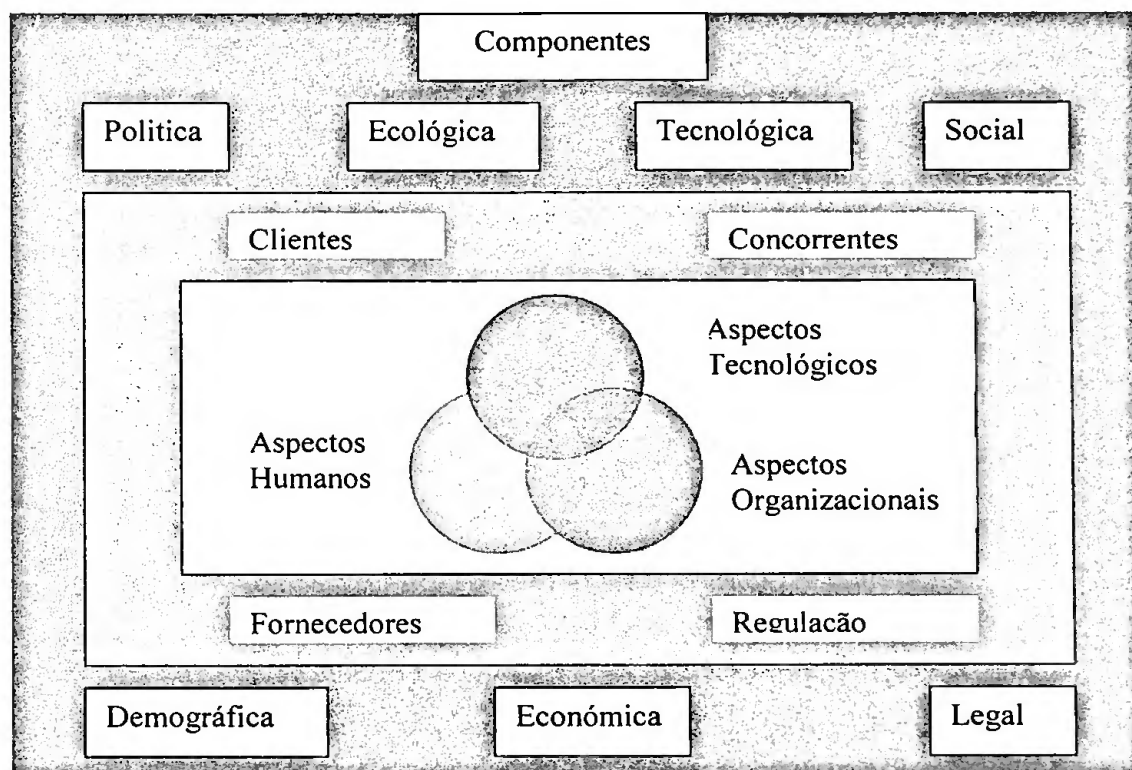 Componentes
Politica
Ecológica
Tecnológica
Social
Clientes
Concorrentes
Aspectos
Tecnológicos
Aspectos
Humanos
Aspectos
Organizacionais
Fornecedores
Regulação
Demográfica
Económica
Legal